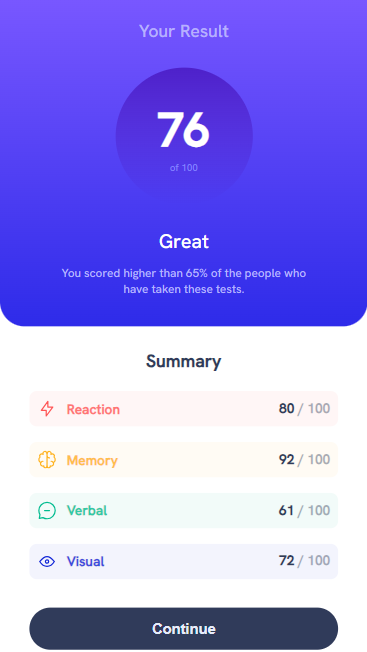 Your Result
76
of 100
Great
You scored higher than 65% of the people who
have taken these tests.
Summary
Reaction 80 / 100
Memory 92 / 100
Verbal 61 / 100
Visual 72 / 100
Continue